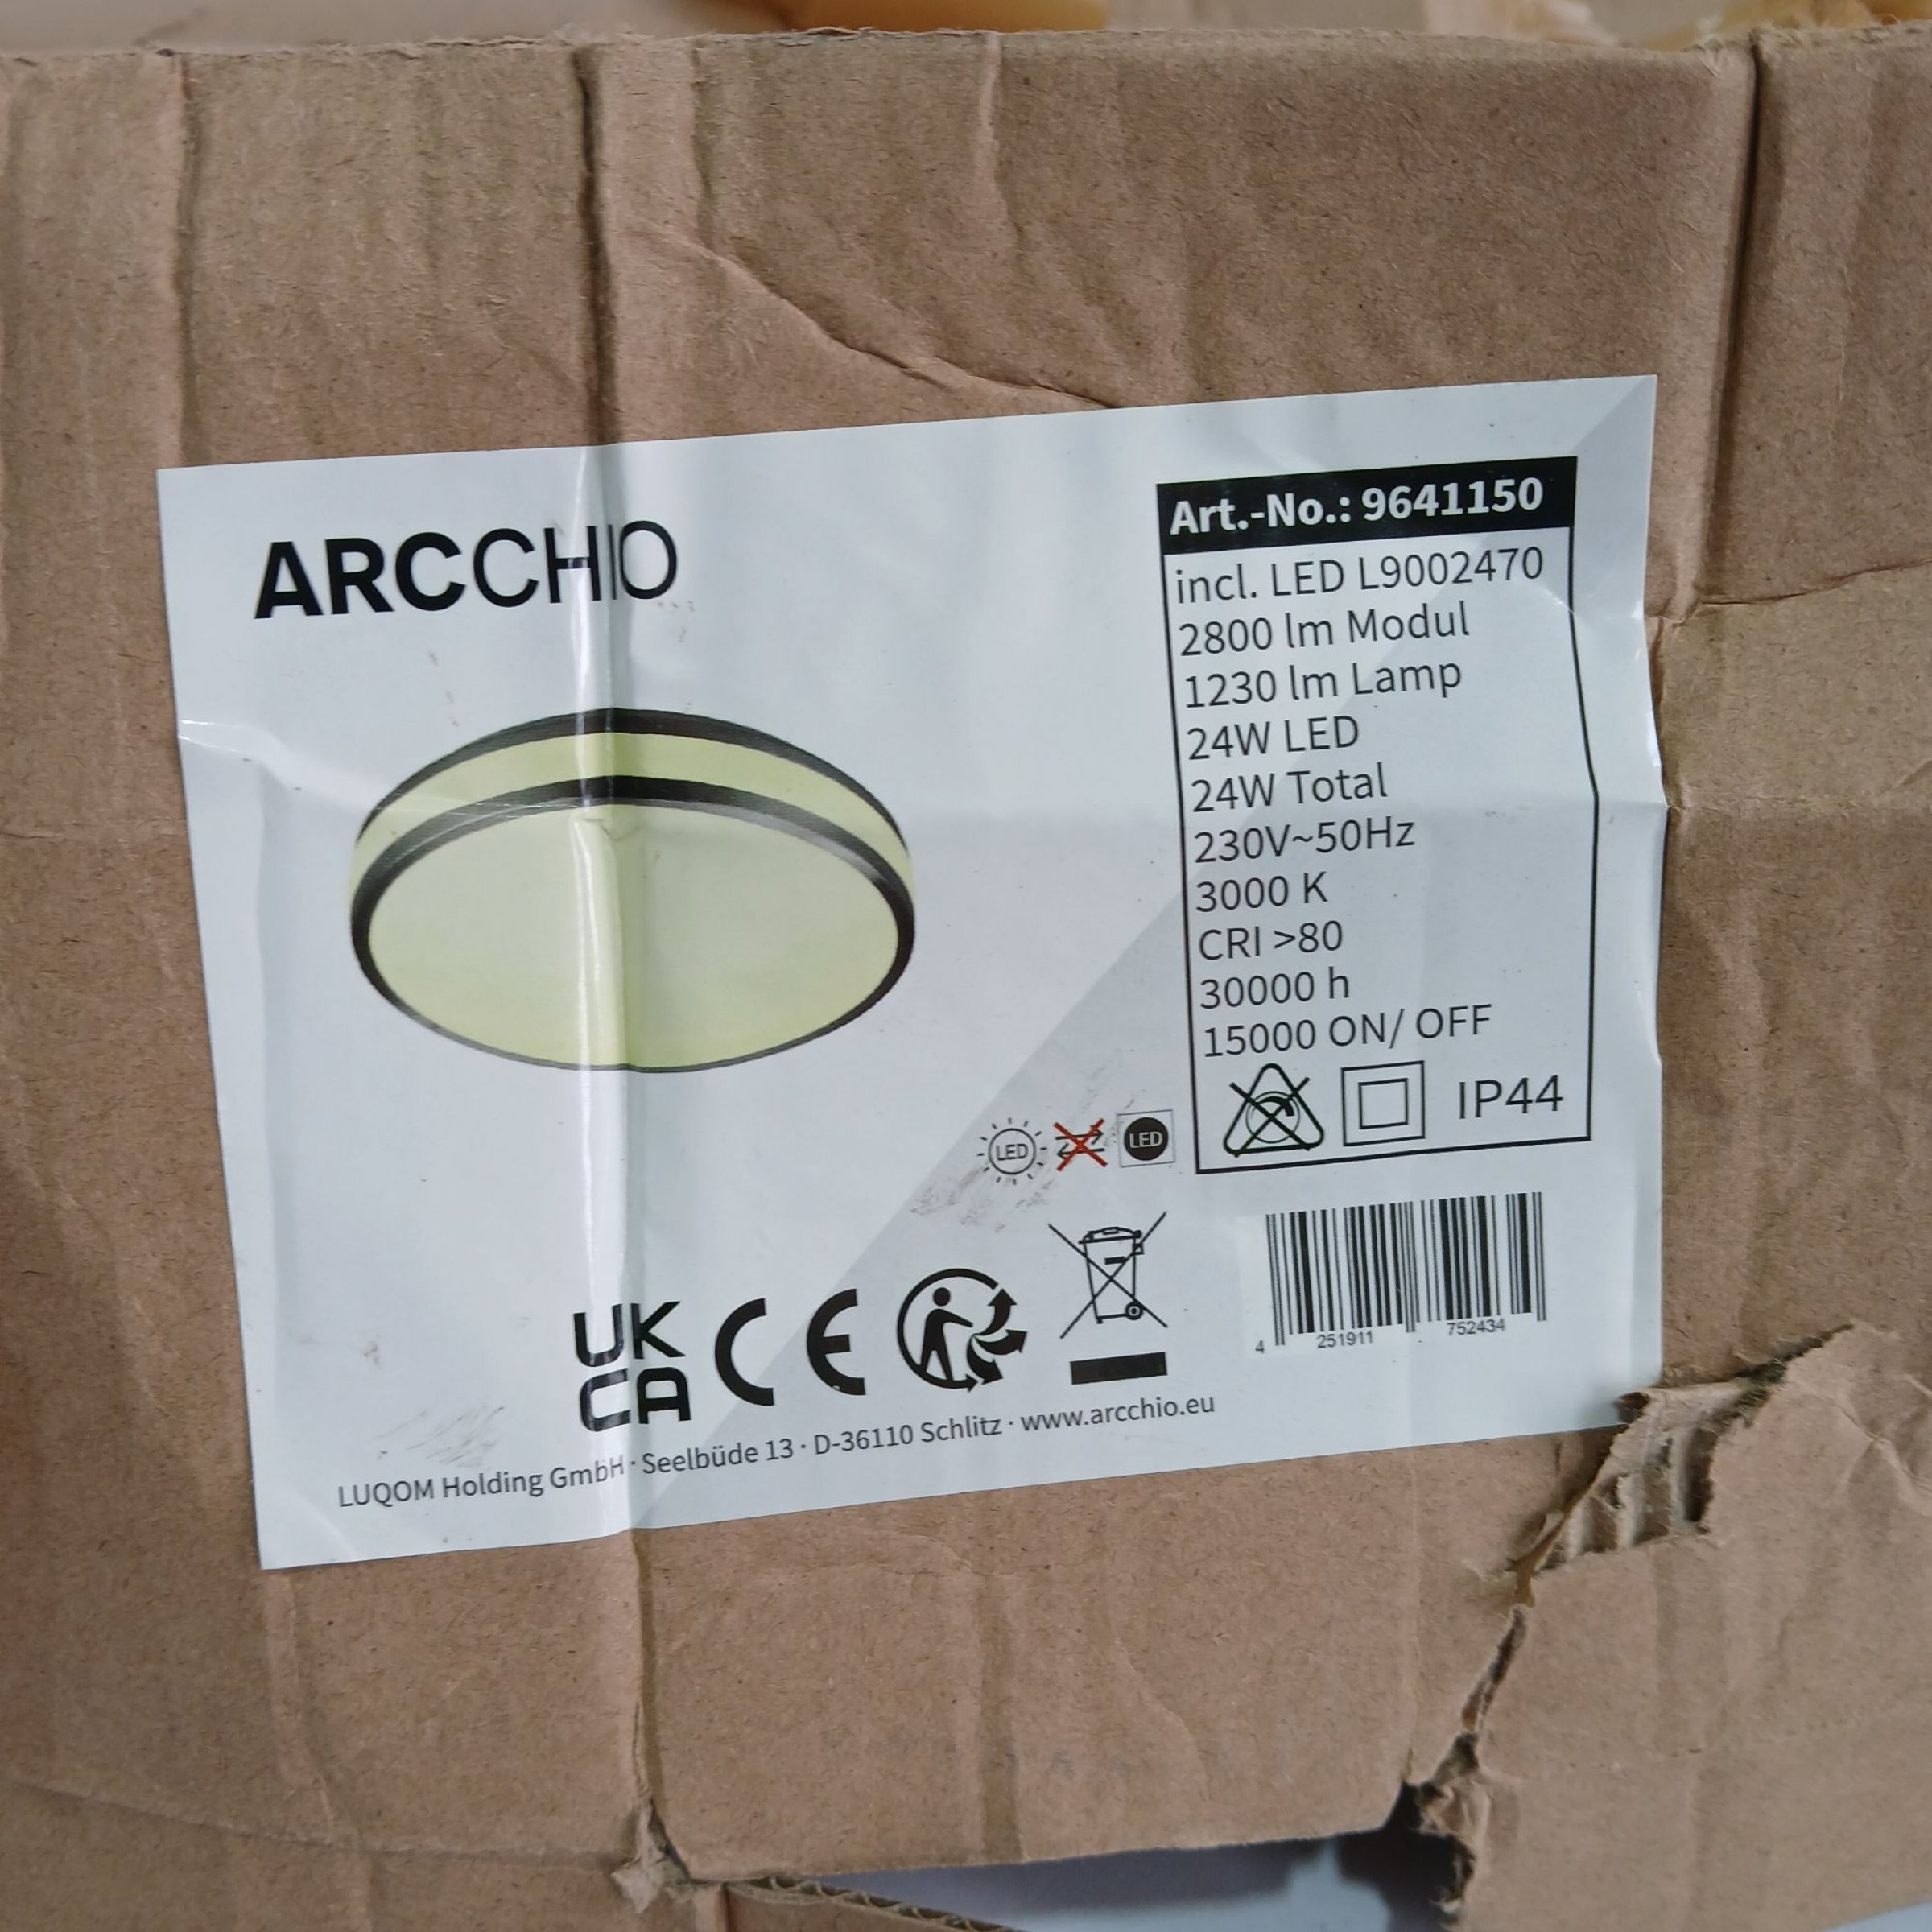 ARCCHIO
Art.-No.: 9641150
incl. LED L9002470
2800 lm Modul
1230 lm Lamp
24W LED
24W Total
230V~50Hz
3000 K
CRI >80
30000 h
15000 ON/ OFF
IP44
LED
LED
UK
CA
CE
4 251911 752434
LUQOM Holding GmbH · Seelbüde 13 · D-36110 Schlitz · www.arcchio.eu